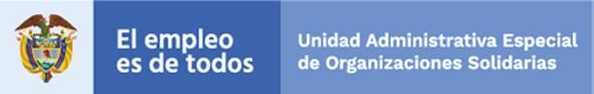 El empleo
es de todos
Unidad Administrativa Especial
de Organizaciones Solidarias